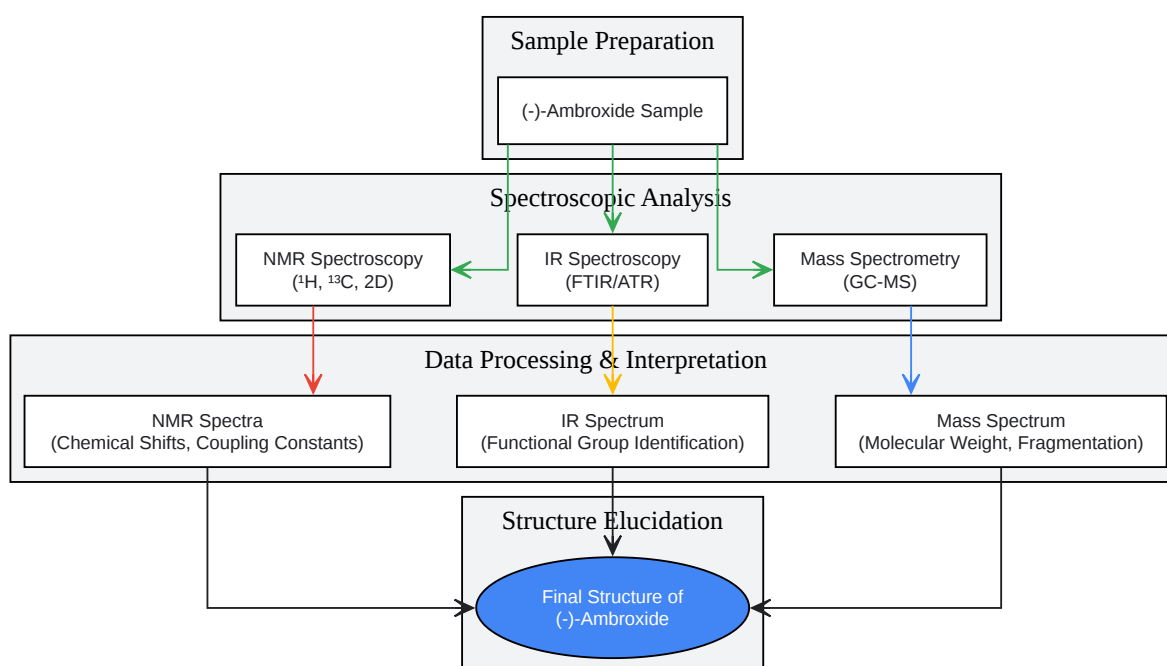 Sample Preparation
(-)-Ambroxide Sample
Spectroscopic Analysis
NMR Spectroscopy
(¹H, ¹³C, 2D)
IR Spectroscopy
(FTIR/ATR)
Mass Spectrometry
(GC-MS)
Data Processing & Interpretation
NMR Spectra
(Chemical Shifts, Coupling Constants)
IR Spectrum
(Functional Group Identification)
Mass Spectrum
(Molecular Weight, Fragmentation)
Structure Elucidation
Final Structure of
(-)-Ambroxide